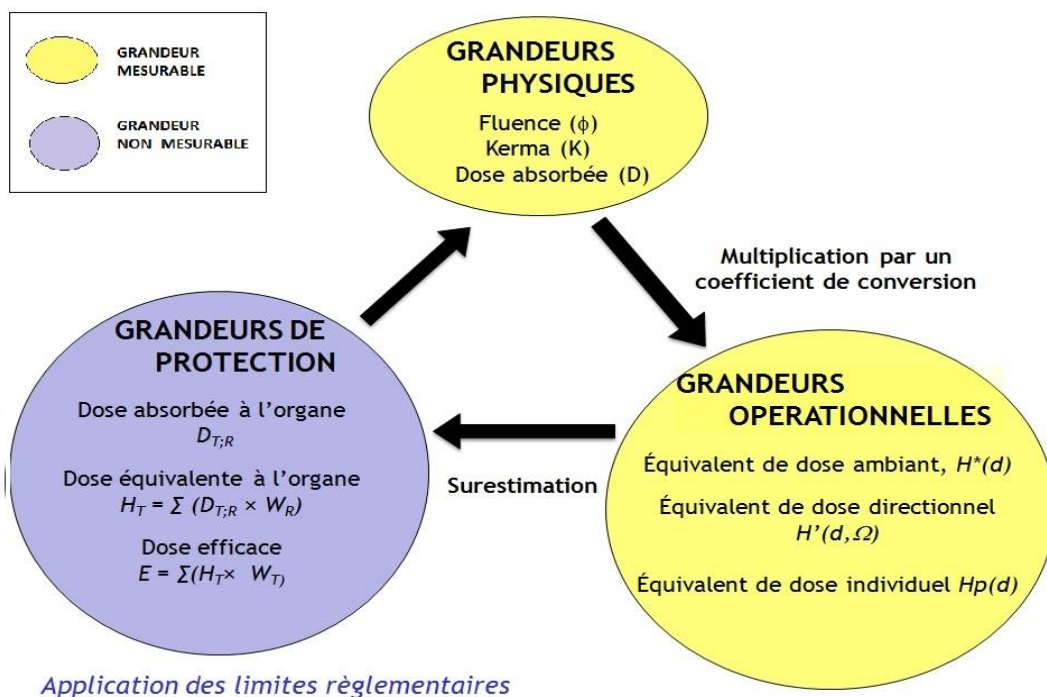 GRANDEUR
MESURABLE
GRANDEUR
NON MESURABLE
GRANDEURS
PHYSIQUES
Fluence (ϕ)
Kerma (K)
Dose absorbée (D)
Multiplication par un
coefficient de conversion
GRANDEURS DE
PROTECTION
Dose absorbée à l'organe
D_{T;R}
Dose équivalente à l'organe
H_T = Σ (D_{T;R} × W_R)
Dose efficace
E = Σ(H_T× W_{T)}
Surestimation
GRANDEURS
OPERATIONNELLES
Équivalent de dose ambiant, H*(d)
Équivalent de dose directionnel
H'(d,Ω)
Équivalent de dose individuel Hp(d)
Application des limites règlementaires